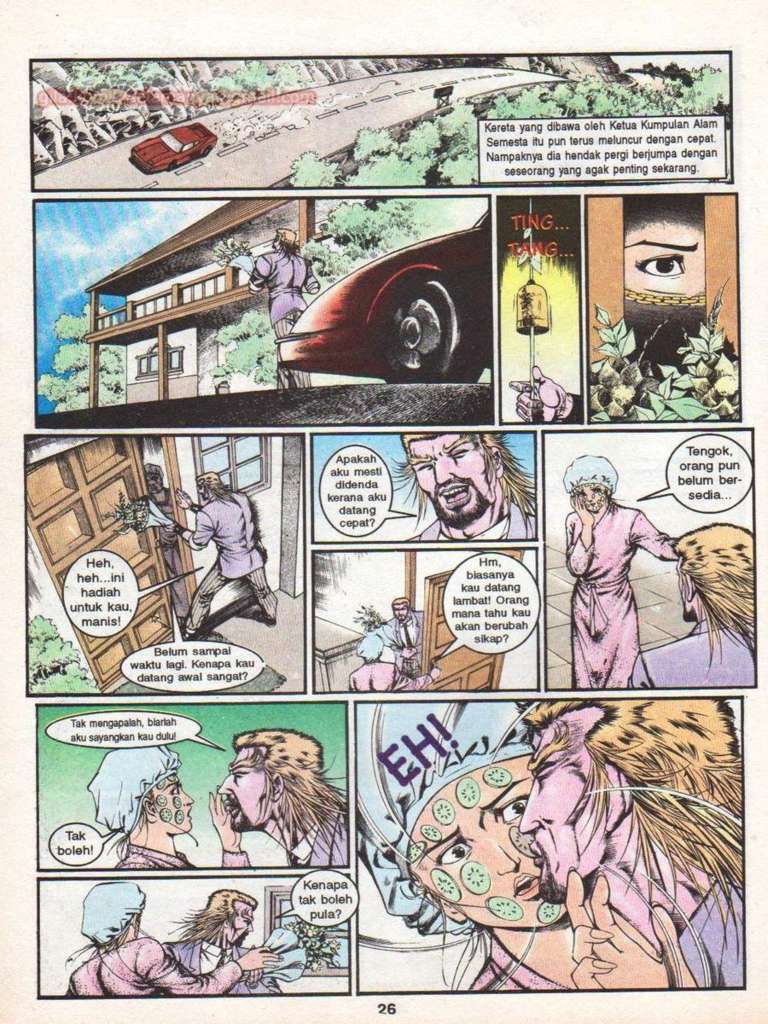 Kereta yang dibawa oleh Ketua Kumpulan Alam
Semesta itu pun terus meluncur dengan cepat.
Nampaknya dia hendak pergi berjumpa dengan
seseorang yang agak penting sekarang.
TING...
TANG...
Heh,
heh...ini
hadiah
untuk kau,
manis!
Belum sampai
waktu lagi. Kenapa kau
datang awal sangat?
Apakah
aku mesti
didenda
kerana aku
datang
cepat?
Hm,
biasanya
kau datang
lambat! Orang
mana tahu kau
akan berubah
sikap?
Tengok,
orang pun
belum ber-
sedia...
Tak mengapalah, biarlah
aku sayangkan kau dulu!
Tak
boleh!
Kenapa
tak boleh
pula?
EH!
26